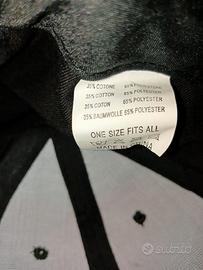 35% COTONE 65% POLIESTERE
35% COTTON 65% POLYESTER
35% COTON 65% POLYESTER
35% BAUMWOLLE 65% POLYESTER
ONE SIZE FITS ALL
MADE IN CHINA
subito